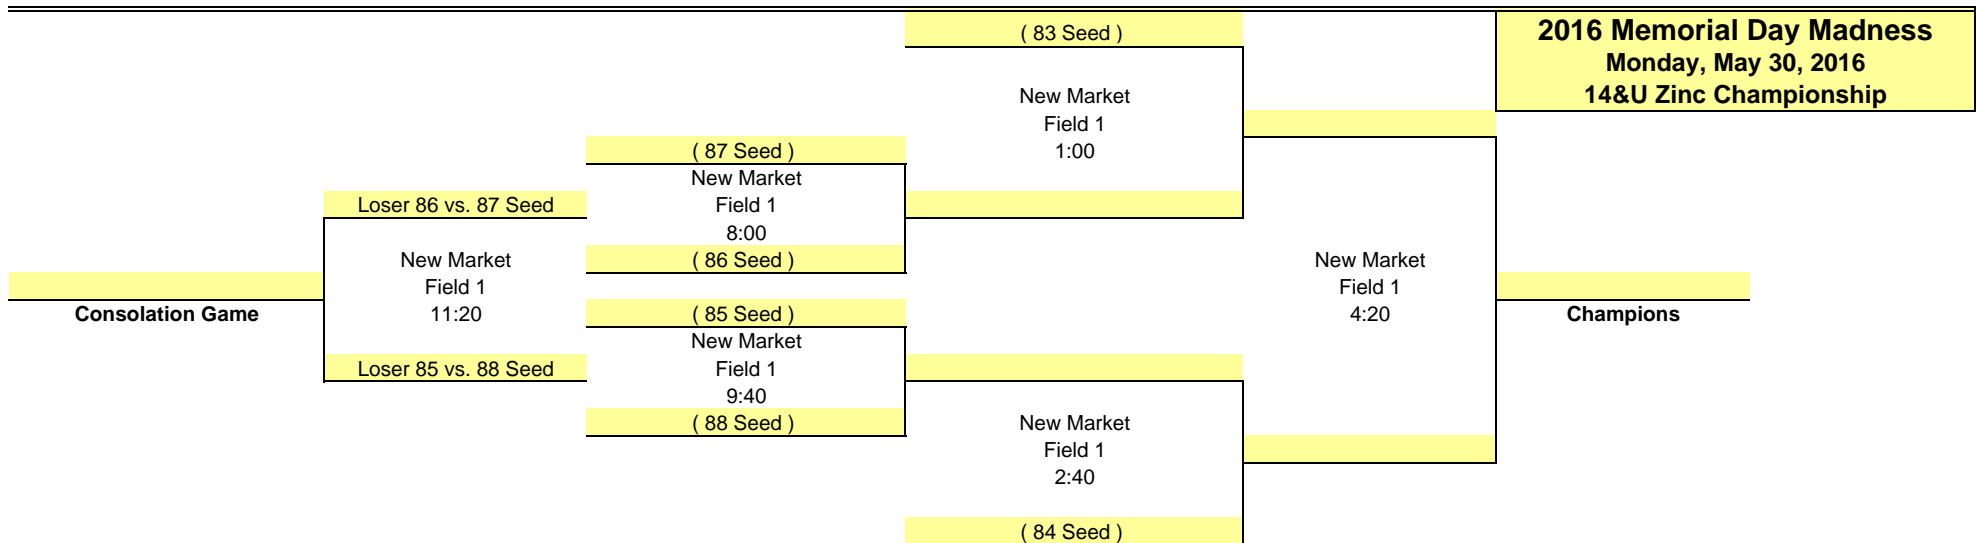 ( 83 Seed )
2016 Memorial Day Madness
Monday, May 30, 2016
14&U Zinc Championship
New Market
Field 1
1:00
( 87 Seed )
New Market
Field 1
8:00
( 86 Seed )
Loser 86 vs. 87 Seed
New Market
Field 1
11:20
Loser 85 vs. 88 Seed
Consolation Game
( 85 Seed )
New Market
Field 1
9:40
( 88 Seed )
New Market
Field 1
4:20
Champions
New Market
Field 1
2:40
( 84 Seed )